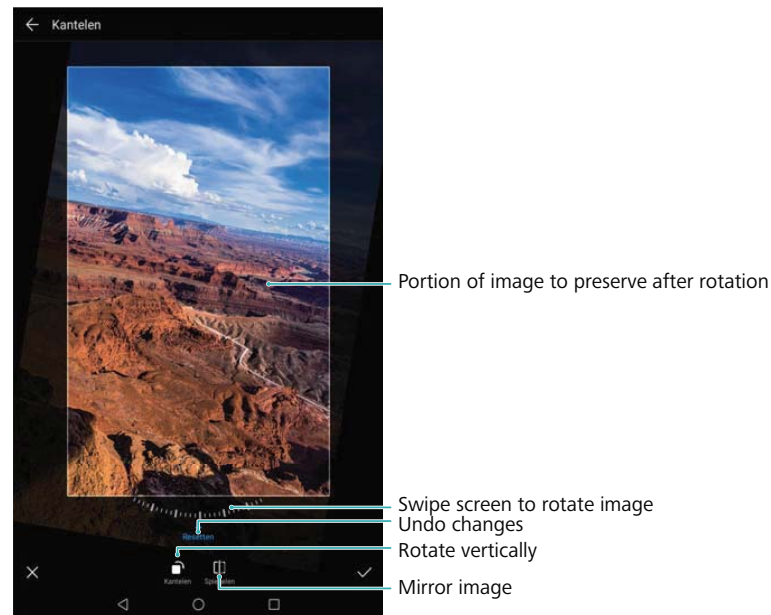 Kantelen
Portion of image to preserve after rotation
Swipe screen to rotate image
Undo changes
Resetten
Rotate vertically
Kantelen Spiegelen
Mirror image